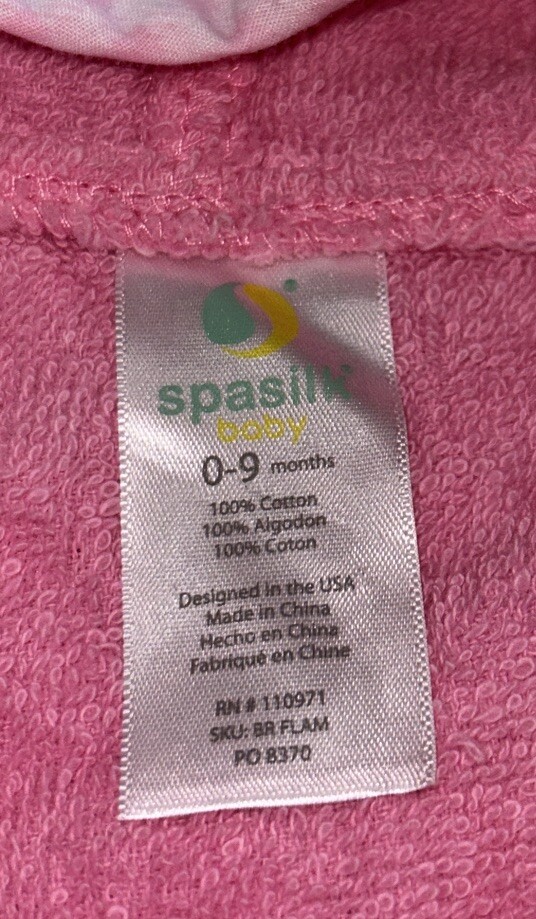 spasilk
baby
0-9 months
100% Cotton
100% Algodon
100% Coton
Designed in the USA
Made in China
Hecho en China
Fabriqué en Chine
RN # 110971
SKU: BR FLAM
PO 8370